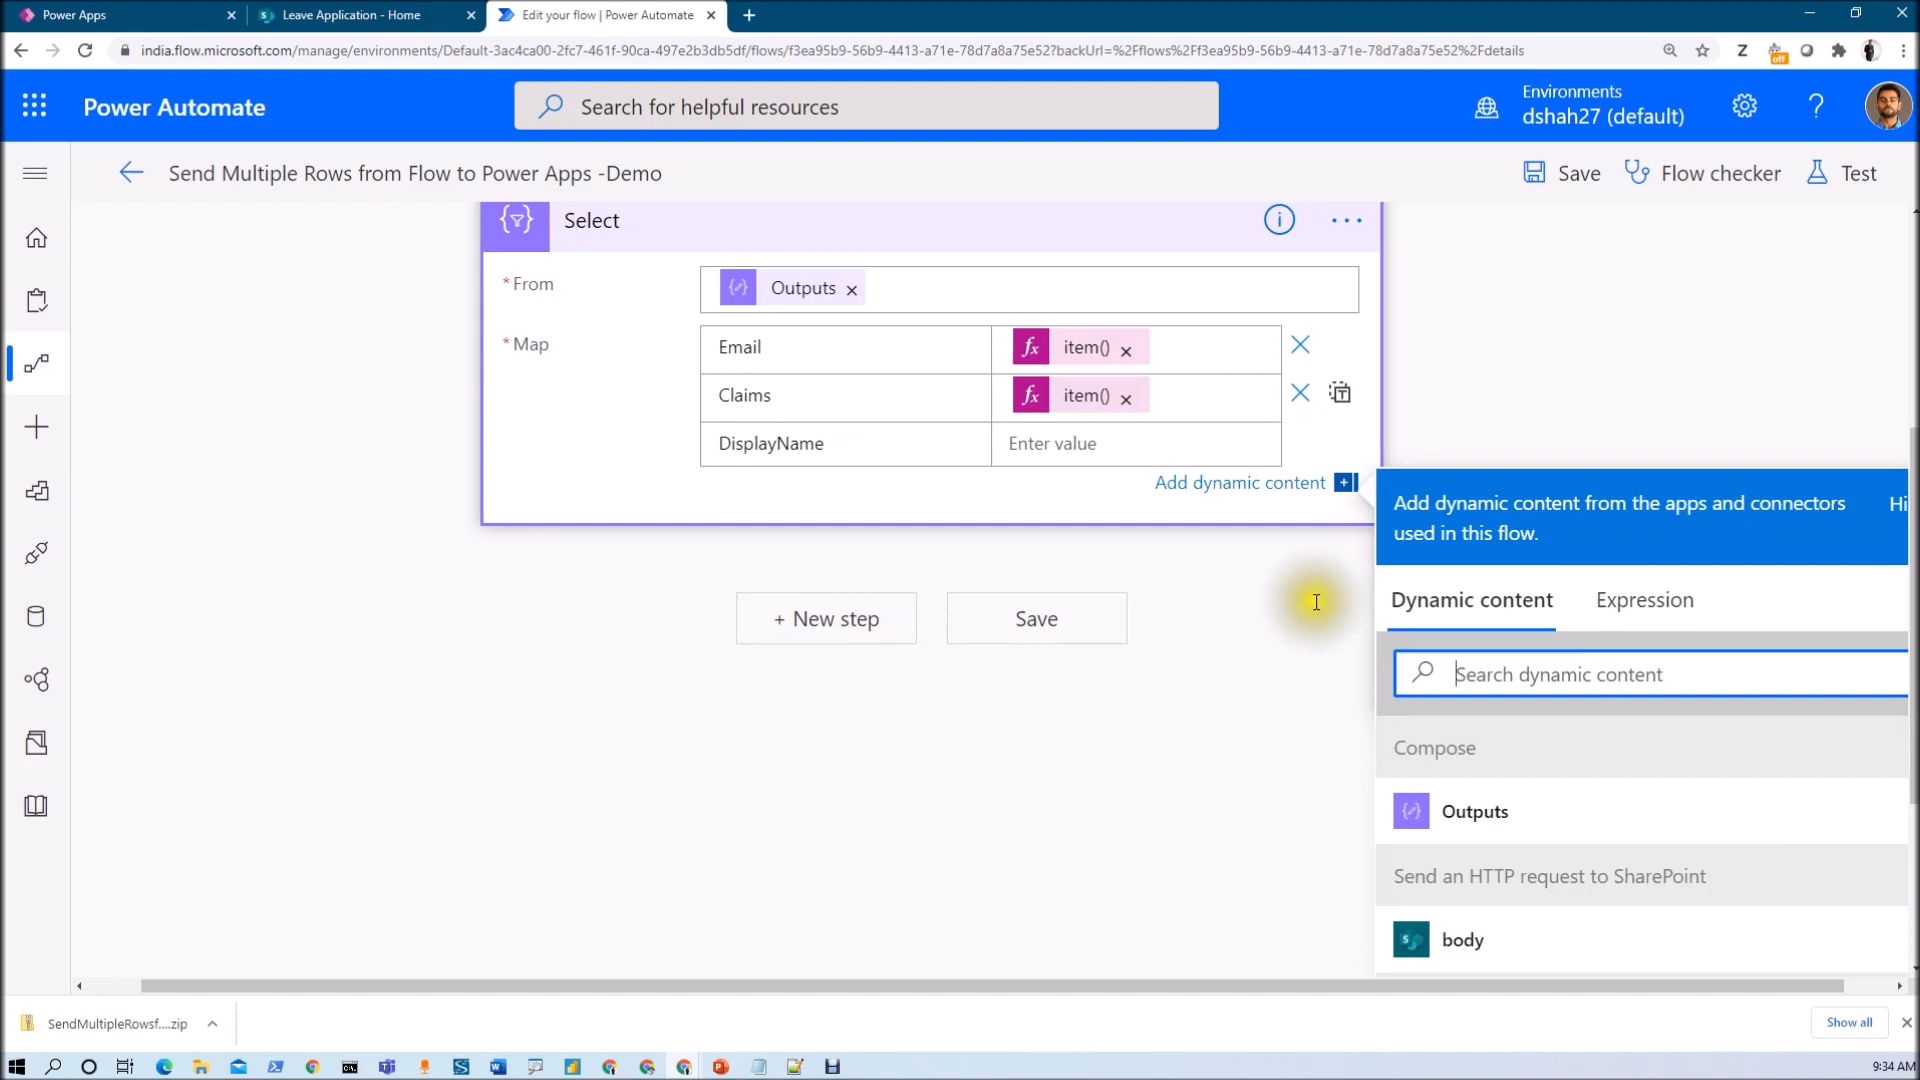 Power Apps
Leave Application - Home
Edit your flow | Power Automate
india.flow.microsoft.com/manage/environments/Default-3ac4ca00-2fc7-461f-90ca-497e2b3db5df/flows/f3ea95b9-56b9-4413-a71e-78d7a8a75e52?backUrl=%2Fflows%2Ff3ea95b9-56b9-4413-a71e-78d7a8a75e52%2Fdetails
Z
off
Power Automate
Search for helpful resources
Environments
dshah27 (default)
Send Multiple Rows from Flow to Power Apps -Demo
Save
Flow checker
Test
Select
* From
Outputs
* Map
Email
item()
Claims
item()
DisplayName
Enter value
Add dynamic content
Add dynamic content from the apps and connectors used in this flow.
Hi
Dynamic content
Expression
Search dynamic content
Compose
Outputs
Send an HTTP request to SharePoint
body
+ New step
Save
SendMultipleRowsf....zip
Show all
9:34 AM